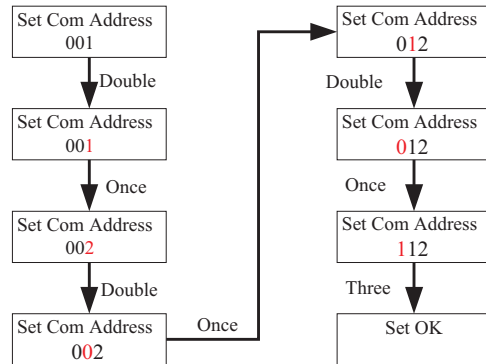 Set Com Address
001
Double
Set Com Address
001
Once
Set Com Address
002
Double
Set Com Address
002
Once
Set Com Address
012
Double
Set Com Address
012
Once
Set Com Address
112
Three
Set OK